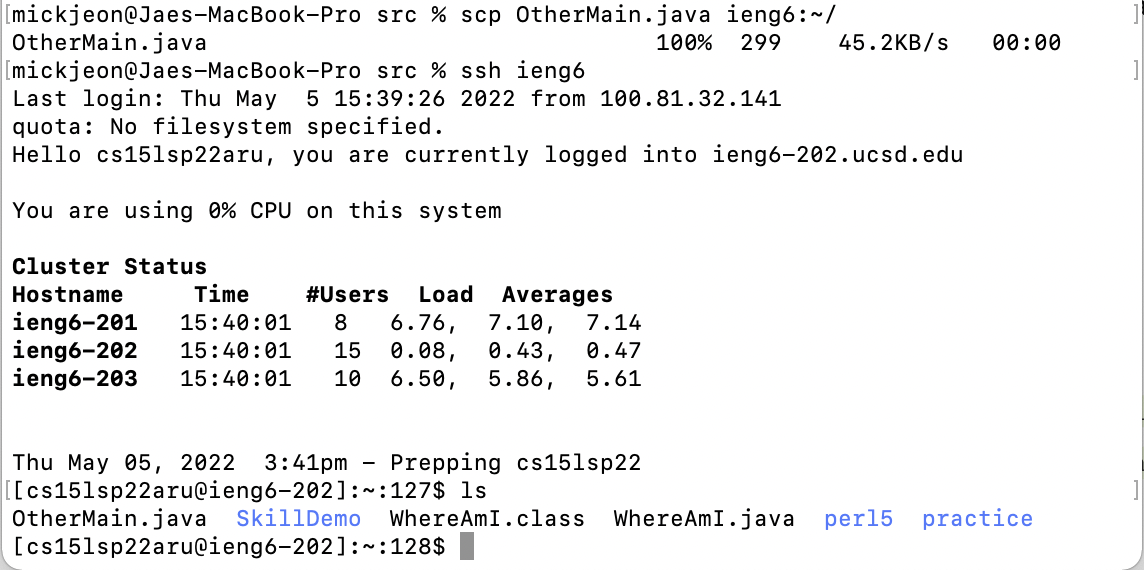 [mickjeon@Jaes-MacBook-Pro src % scp OtherMain.java ieng6:~/ ]
OtherMain.java 100% 299 45.2KB/s 00:00
[mickjeon@Jaes-MacBook-Pro src % ssh ieng6 ]
Last login: Thu May  5 15:39:26 2022 from 100.81.32.141
quota: No filesystem specified.
Hello cs15lsp22aru, you are currently logged into ieng6-202.ucsd.edu
You are using 0% CPU on this system
Cluster Status
Hostname Time #Users Load Averages
ieng6-201 15:40:01 8 6.76, 7.10, 7.14
ieng6-202 15:40:01 15 0.08, 0.43, 0.47
ieng6-203 15:40:01 10 6.50, 5.86, 5.61
Thu May 05, 2022  3:41pm - Prepping cs15lsp22
[[cs15lsp22aru@ieng6-202]:~:127$ ls ]
OtherMain.java SkillDemo WhereAmI.class WhereAmI.java perl5 practice
[cs15lsp22aru@ieng6-202]:~:128$